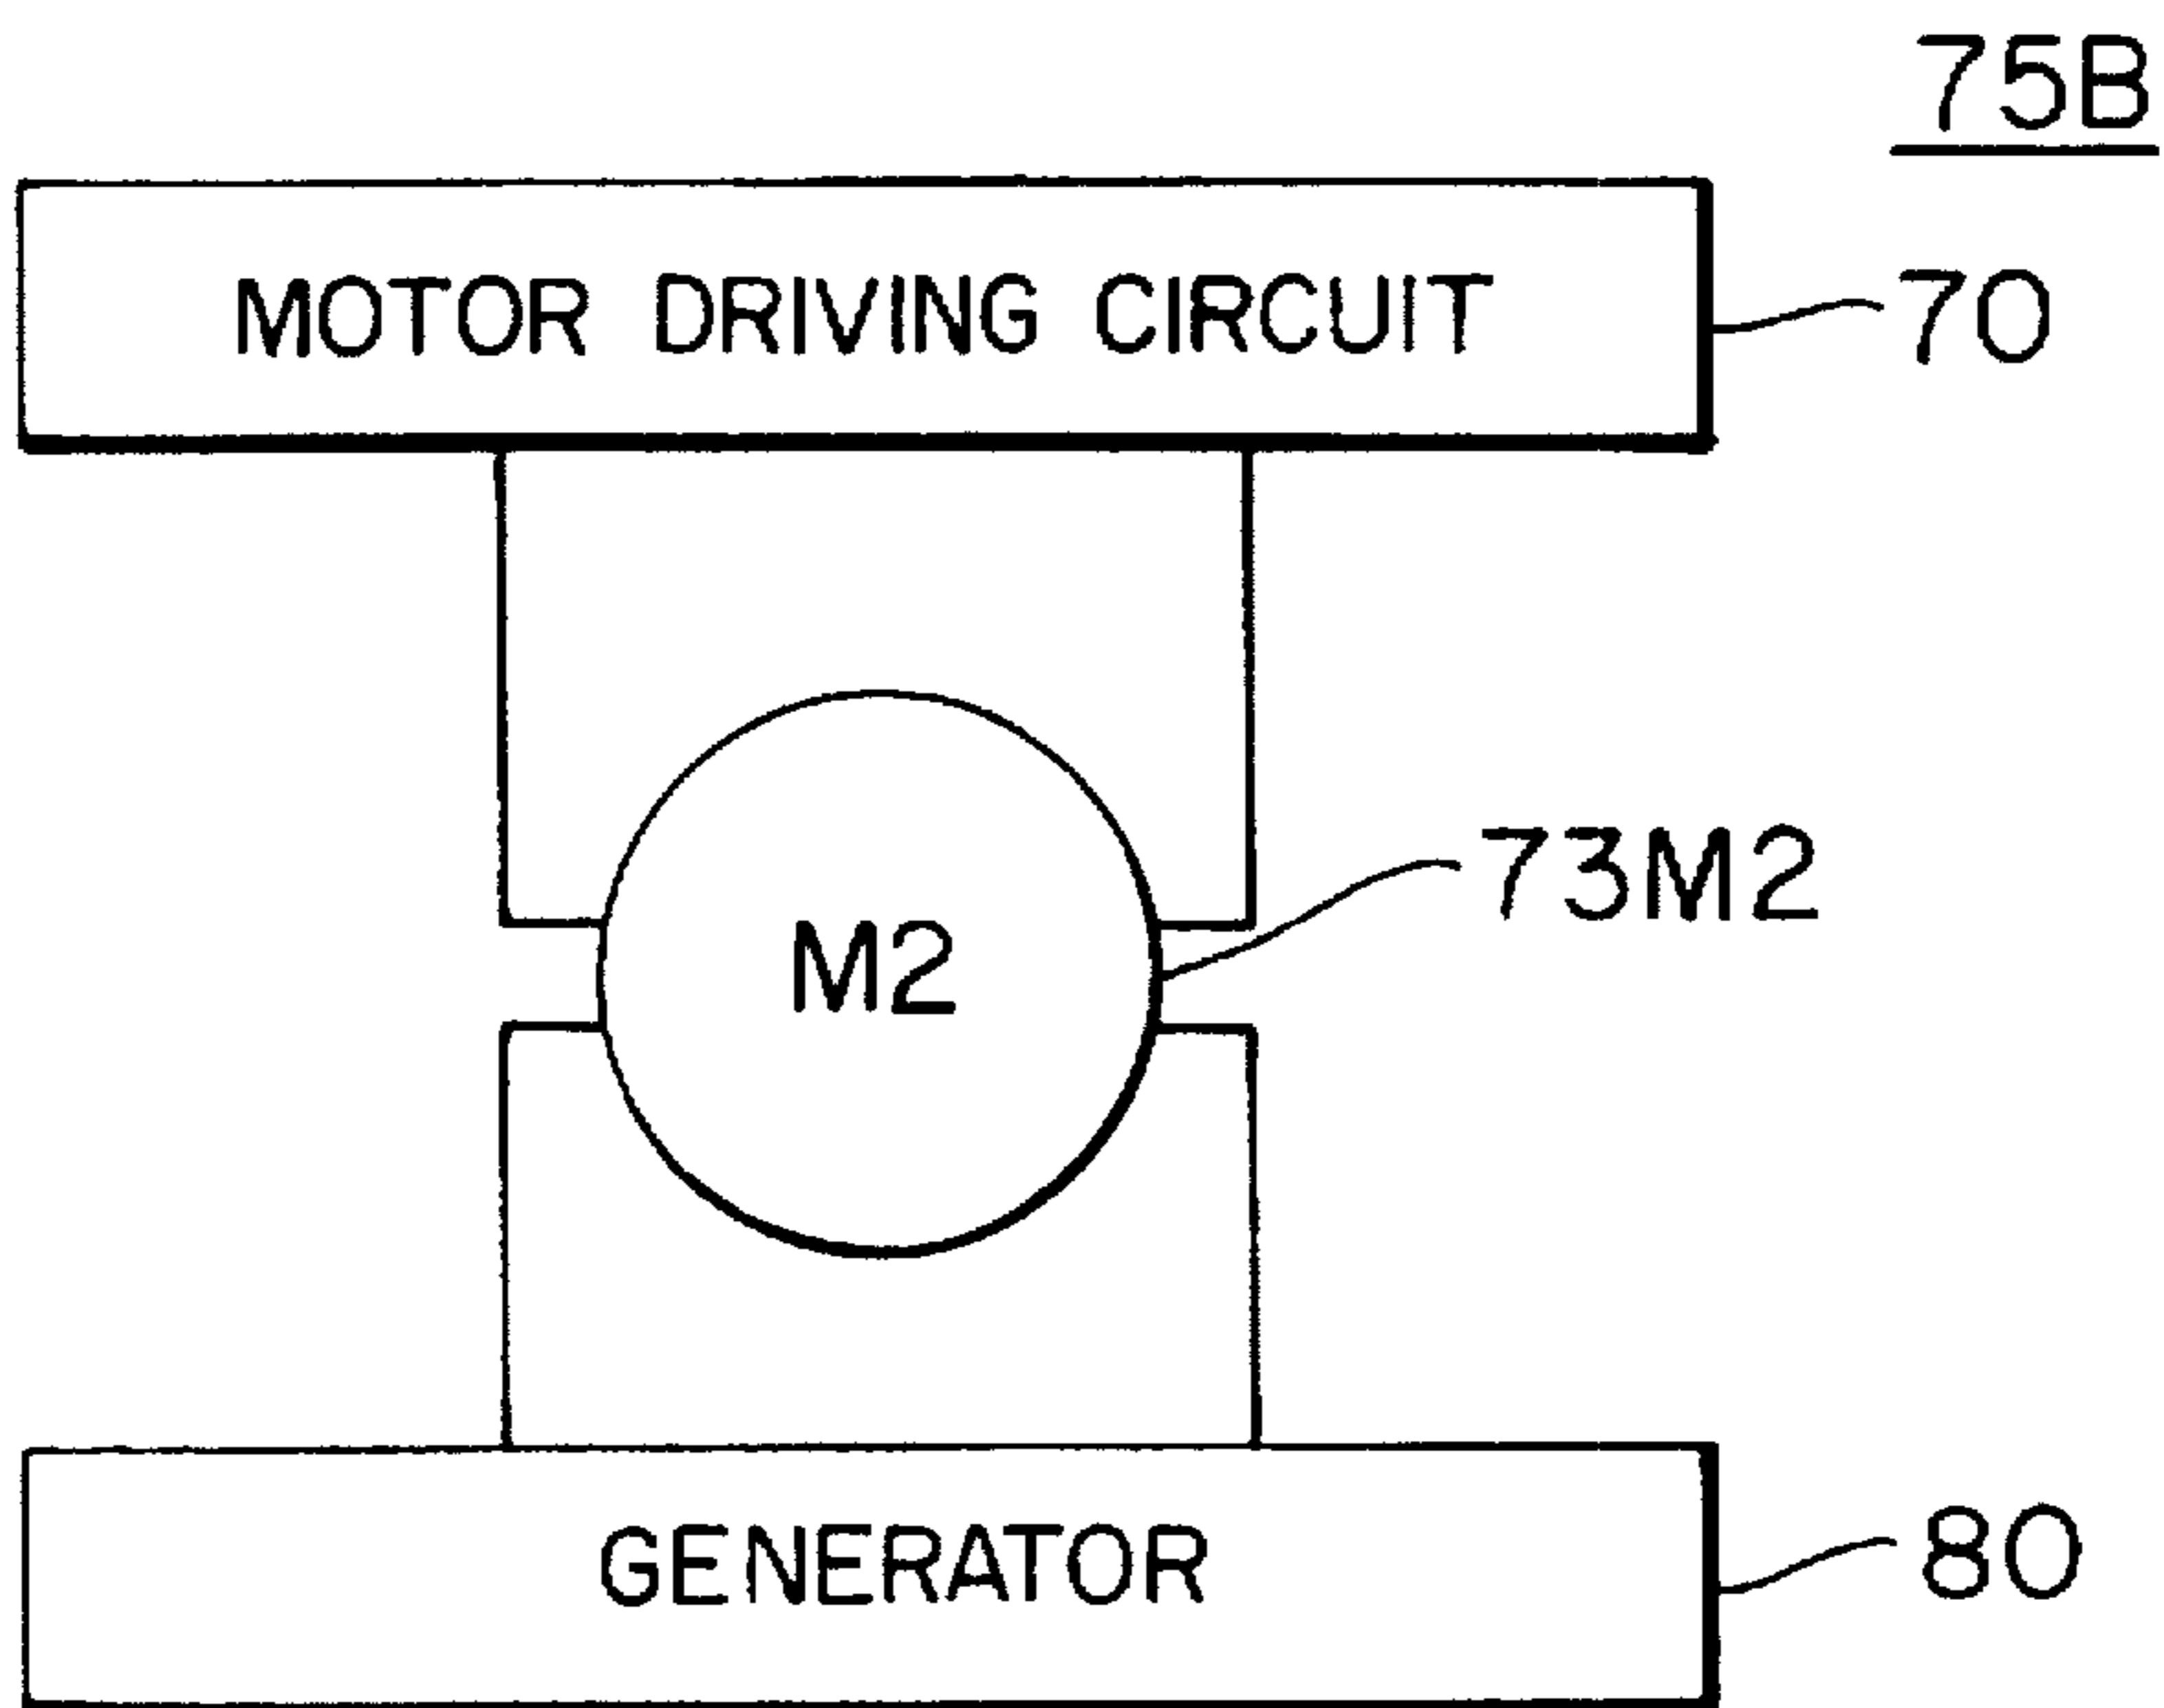 75B
MOTOR DRIVING CIRCUIT
70
73M2
M2
GENERATOR
80